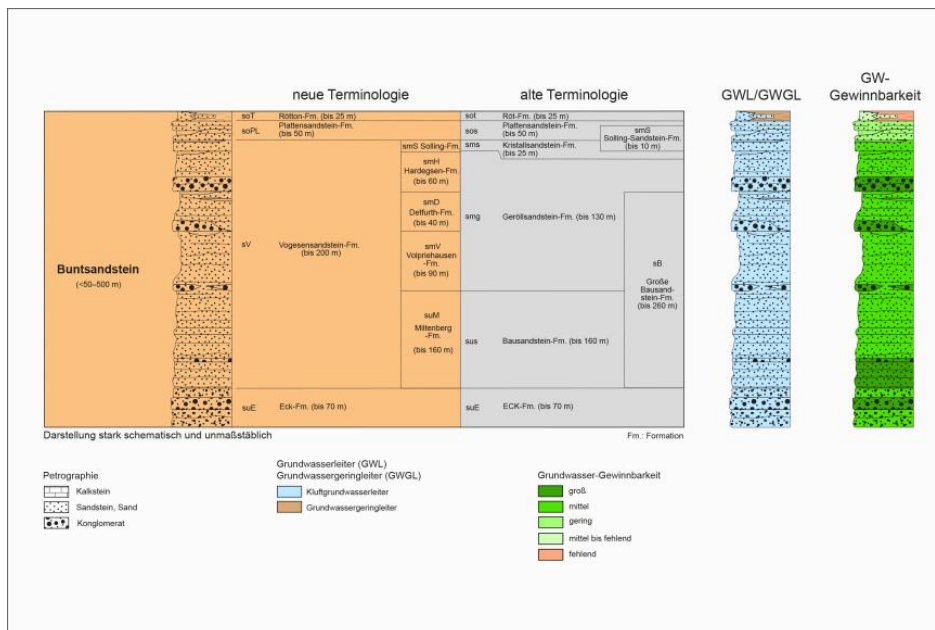 neue Terminologie
alte Terminologie
GWL/GWGL
GW-
Gewinnbarkeit
Buntsandstein
(<50–500 m)
soT
Rötton-Fm. (bis 25 m)
soPL
Plattensandstein-Fm.
(bis 50 m)
sV
Vogesensandstein-Fm.
(bis 200 m)
smS Solling-Fm.
smH
Hardegsen-Fm.
(bis 60 m)
smD
Detfurth-Fm.
(bis 40 m)
smV
Volpriehausen
-Fm.
(bis 90 m)
suM
Miltenberg
-Fm.
(bis 160 m)
suE
Eck-Fm. (bis 70 m)
sot
Röt-Fm. (bis 25 m)
sos
Plattensandstein-Fm.
(bis 50 m)
smS
Solling-Sandstein-Fm.
(bis 10 m)
sms
Kristallsandstein-Fm.
(bis 25 m)
smg
Geröllsandstein-Fm. (bis 130 m)
sB
Große
Bausand-
stein-Fm.
(bis 260 m)
sus
Bausandstein-Fm. (bis 160 m)
suE
ECK-Fm. (bis 70 m)
Darstellung stark schematisch und unmaßstäblich
Fm.: Formation
Petrographie
Kalkstein
Sandstein, Sand
Konglomerat
Grundwasserleiter (GWL)
Grundwassergeringleiter (GWGL)
Kluftgrundwasserleiter
Grundwassergeringleiter
Grundwasser-Gewinnbarkeit
groß
mittel
gering
mittel bis fehlend
fehlend